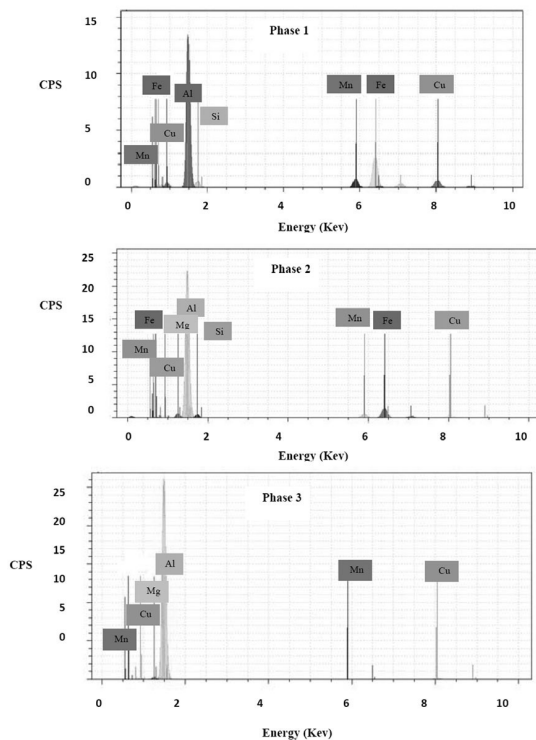 Phase 1
CPS
15
10
5
0
Fe
Al
Si
Cu
Mn
Mn
Fe
Cu
0 2 4 6 8 10
Energy (Kev)
Phase 2
CPS
25
20
15
10
5
0
Al
Fe
Mg
Si
Mn
Cu
Mn
Fe
Cu
0 2 4 6 8 10
Energy (Kev)
Phase 3
CPS
25
20
15
10
5
0
Al
Mg
Cu
Mn
Mn
Cu
0 2 4 6 8 10
Energy (Kev)